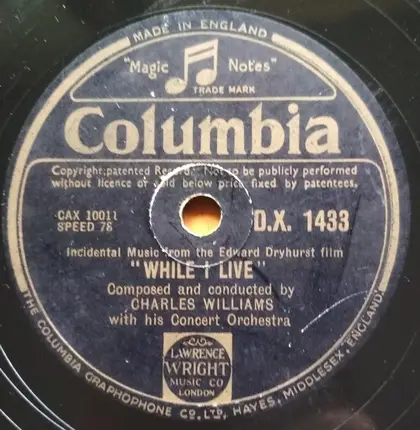 MADE IN ENGLAND
"Magic Notes"
TRADE MARK
Columbia
Copyright:patented Record. Not to be publicly performed
without licence or sold below price fixed by patentees.
CAX 10011
SPEED 78
D.X. 1433
Incidental Music from the Edward Dryhurst film
"WHILE I LIVE"
Composed and conducted by
CHARLES WILLIAMS
with his Concert Orchestra
LAWRENCE
WRIGHT
MUSIC CO
LONDON
THE COLUMBIA GRAPHOPHONE CO., LTD., HAYES, MIDDLESEX, ENGLAND